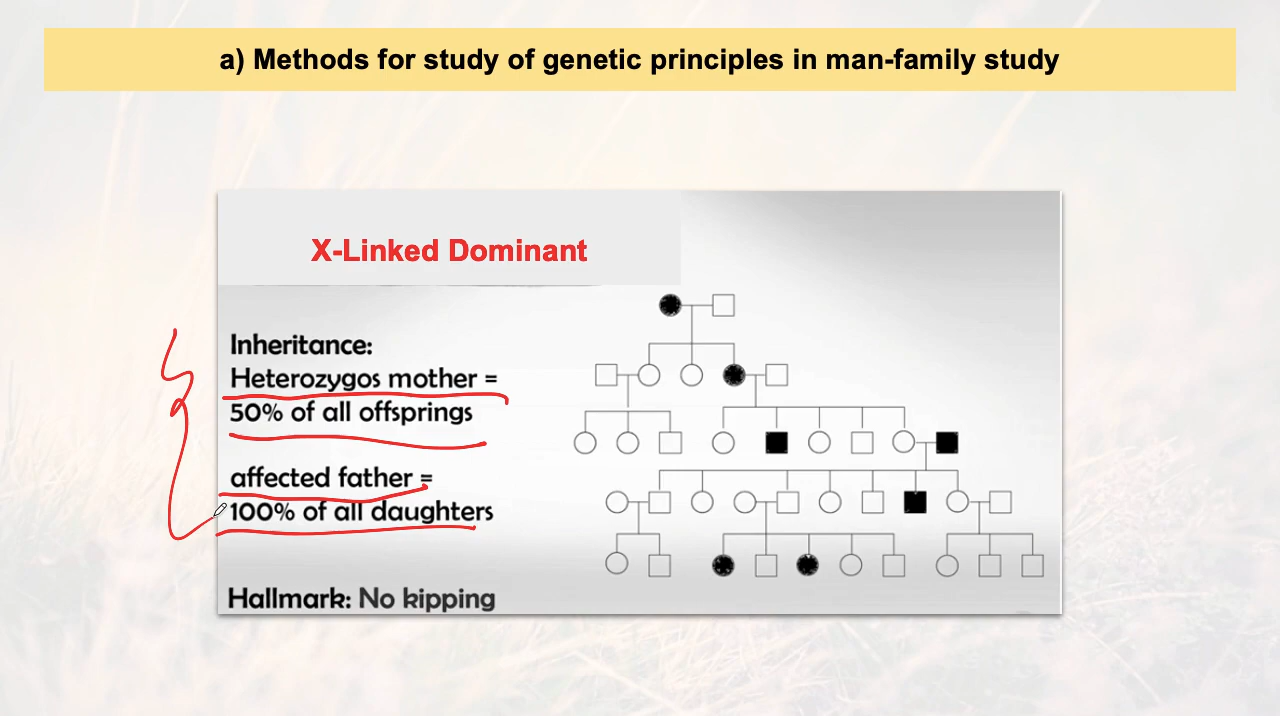 a) Methods for study of genetic principles in man-family study
X-Linked Dominant
Inheritance:
Heterozygos mother =
50% of all offsprings
affected father =
100% of all daughters
Hallmark: No kipping